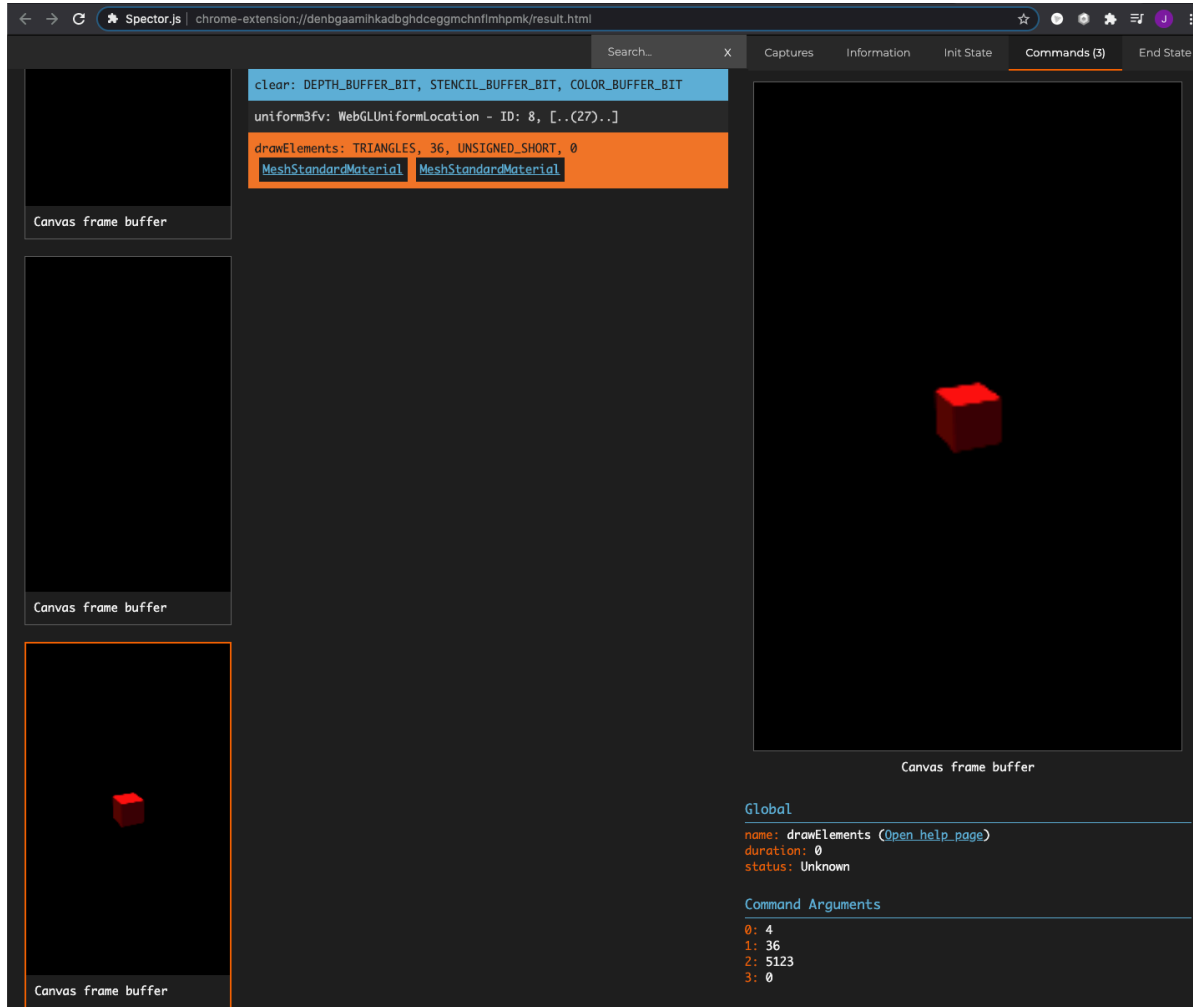 Spector.js | chrome-extension://denbgaamihkadbghdceggmchnflmhpmk/result.html
J
Search... X Captures Information Init State Commands (3) End State
Canvas frame buffer
Canvas frame buffer
Canvas frame buffer
clear: DEPTH_BUFFER_BIT, STENCIL_BUFFER_BIT, COLOR_BUFFER_BIT
uniform3fv: WebGLUniformLocation - ID: 8, [..(27)..]
drawElements: TRIANGLES, 36, UNSIGNED_SHORT, 0
MeshStandardMaterial MeshStandardMaterial
Canvas frame buffer
Global
name: drawElements (Open help page)
duration: 0
status: Unknown
Command Arguments
0: 4
1: 36
2: 5123
3: 0